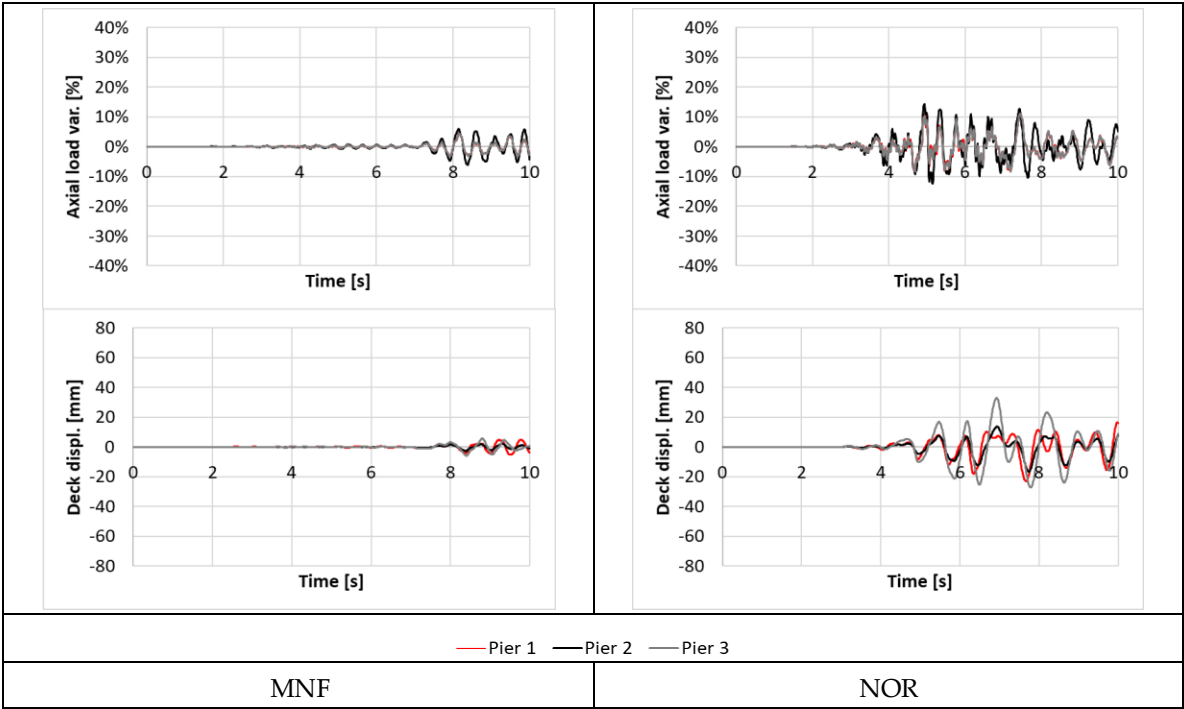 40%
30%
20%
10%
0%
-10%
-20%
-30%
-40%
Axial load var. [%]
0 2 4 6 8 10
Time [s]
40%
30%
20%
10%
0%
-10%
-20%
-30%
-40%
Axial load var. [%]
0 2 4 6 8 10
Time [s]
80
60
40
20
0
-20
-40
-60
-80
Deck displ. [mm]
0 2 4 6 8 10
Time [s]
80
60
40
20
0
-20
-40
-60
-80
Deck displ. [mm]
0 2 4 6 8 10
Time [s]
Pier 1 Pier 2 Pier 3
MNF NOR